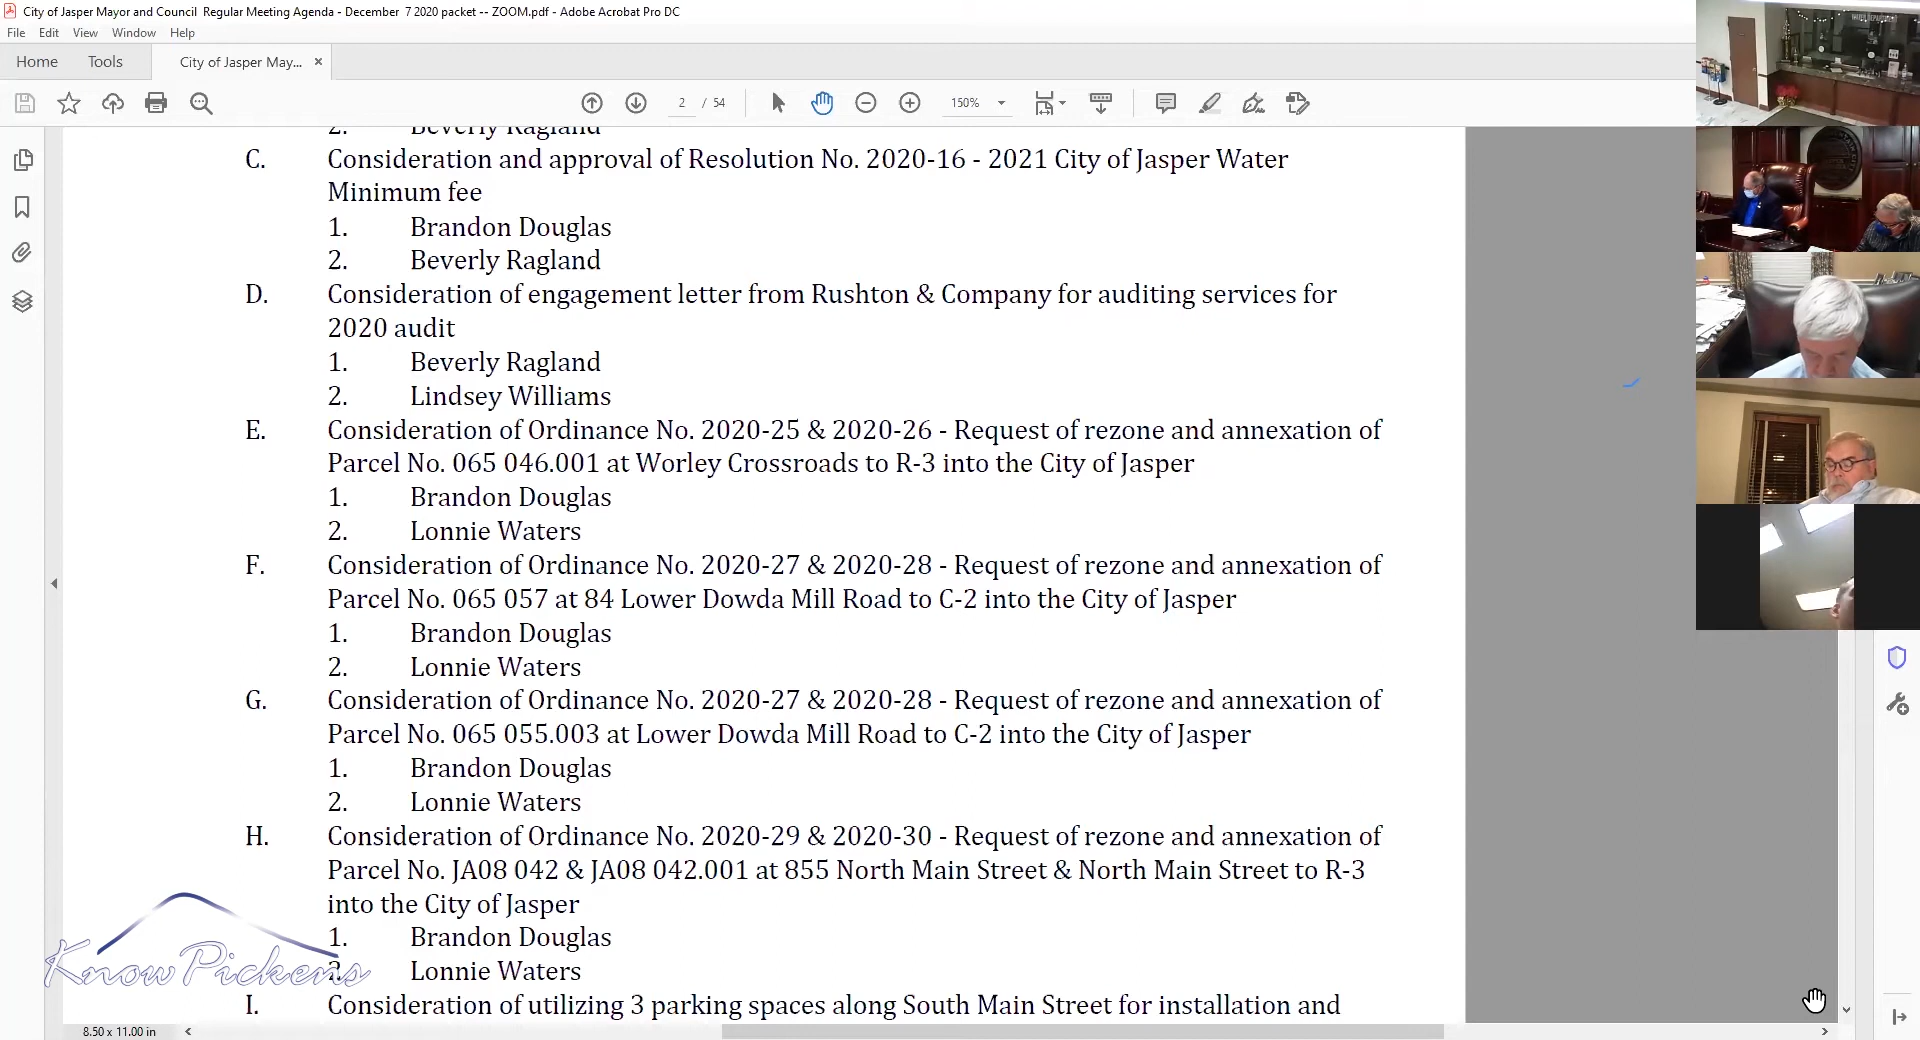 City of Jasper Mayor and Council  Regular Meeting Agenda - December  7 2020 packet -- ZOOM.pdf - Adobe Acrobat Pro DC
File Edit View Window Help
Home Tools City of Jasper May... ×
2 / 54 150%
2. Beverly Ragland
C. Consideration and approval of Resolution No. 2020-16 - 2021 City of Jasper Water
Minimum fee
1. Brandon Douglas
2. Beverly Ragland
D. Consideration of engagement letter from Rushton & Company for auditing services for
2020 audit
1. Beverly Ragland
2. Lindsey Williams
E. Consideration of Ordinance No. 2020-25 & 2020-26 - Request of rezone and annexation of
Parcel No. 065 046.001 at Worley Crossroads to R-3 into the City of Jasper
1. Brandon Douglas
2. Lonnie Waters
F. Consideration of Ordinance No. 2020-27 & 2020-28 - Request of rezone and annexation of
Parcel No. 065 057 at 84 Lower Dowda Mill Road to C-2 into the City of Jasper
1. Brandon Douglas
2. Lonnie Waters
G. Consideration of Ordinance No. 2020-27 & 2020-28 - Request of rezone and annexation of
Parcel No. 065 055.003 at Lower Dowda Mill Road to C-2 into the City of Jasper
1. Brandon Douglas
2. Lonnie Waters
H. Consideration of Ordinance No. 2020-29 & 2020-30 - Request of rezone and annexation of
Parcel No. JA08 042 & JA08 042.001 at 855 North Main Street & North Main Street to R-3
into the City of Jasper
1. Brandon Douglas
2. Lonnie Waters
KnowPickens
I. Consideration of utilizing 3 parking spaces along South Main Street for installation and
8.50 x 11.00 in